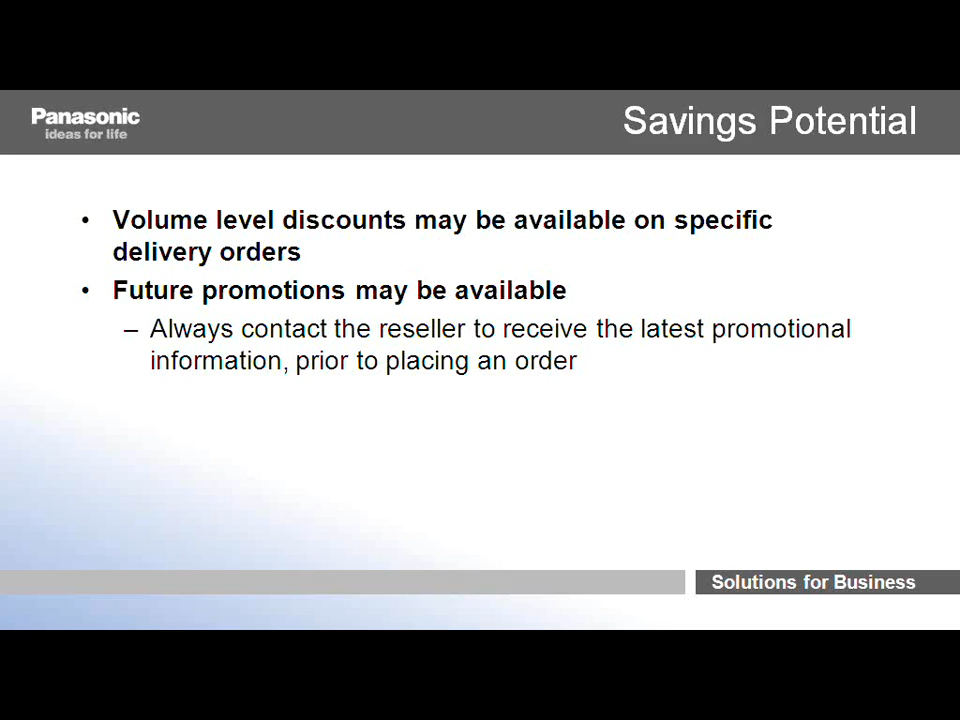 Panasonic
ideas for life
Savings Potential
• Volume level discounts may be available on specific
delivery orders
• Future promotions may be available
– Always contact the reseller to receive the latest promotional
information, prior to placing an order
Solutions for Business